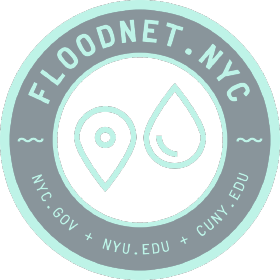 FLOODNET.NYC
NYC.GOV + NYU.EDU + CUNY.EDU